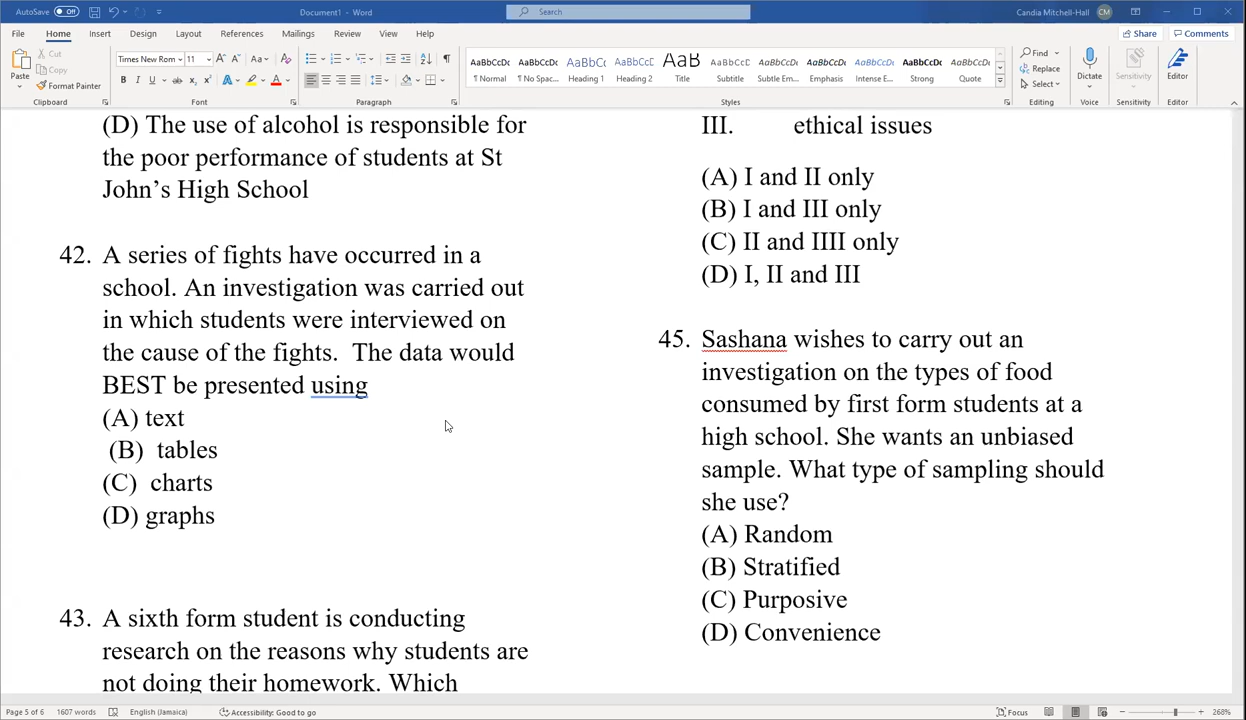 AutoSave Off
Document1 - Word
Search
Candia Mitchell-Hall CM
File Home Insert Design Layout References Mailings Review View Help
Share Comments
Paste
Cut
Copy
Format Painter
Clipboard
Times New Rom 11
Font
Paragraph
AaBbCcDc AaBbCcDc AaBbC AaBbCcC AaB AaBbCcC AaBbCcDc AaBbCcDc AaBbCcDc AaBbCcDc AaBbCcDc
¶ Normal ¶ No Spac... Heading 1 Heading 2 Title Subtitle Subtle Em... Emphasis Intense E... Strong Quote
Styles
Find
Replace
Select
Editing
Dictate
Voice
Sensitivity
Sensitivity
Editor
Editor
(D) The use of alcohol is responsible for
the poor performance of students at St
John’s High School
42. A series of fights have occurred in a
school. An investigation was carried out
in which students were interviewed on
the cause of the fights. The data would
BEST be presented using
(A) text
(B) tables
(C) charts
(D) graphs
43. A sixth form student is conducting
research on the reasons why students are
not doing their homework. Which
III. ethical issues
(A) I and II only
(B) I and III only
(C) II and IIII only
(D) I, II and III
45. Sashana wishes to carry out an
investigation on the types of food
consumed by first form students at a
high school. She wants an unbiased
sample. What type of sampling should
she use?
(A) Random
(B) Stratified
(C) Purposive
(D) Convenience
Page 5 of 6 1607 words English (Jamaica) Accessibility: Good to go
Focus 268%